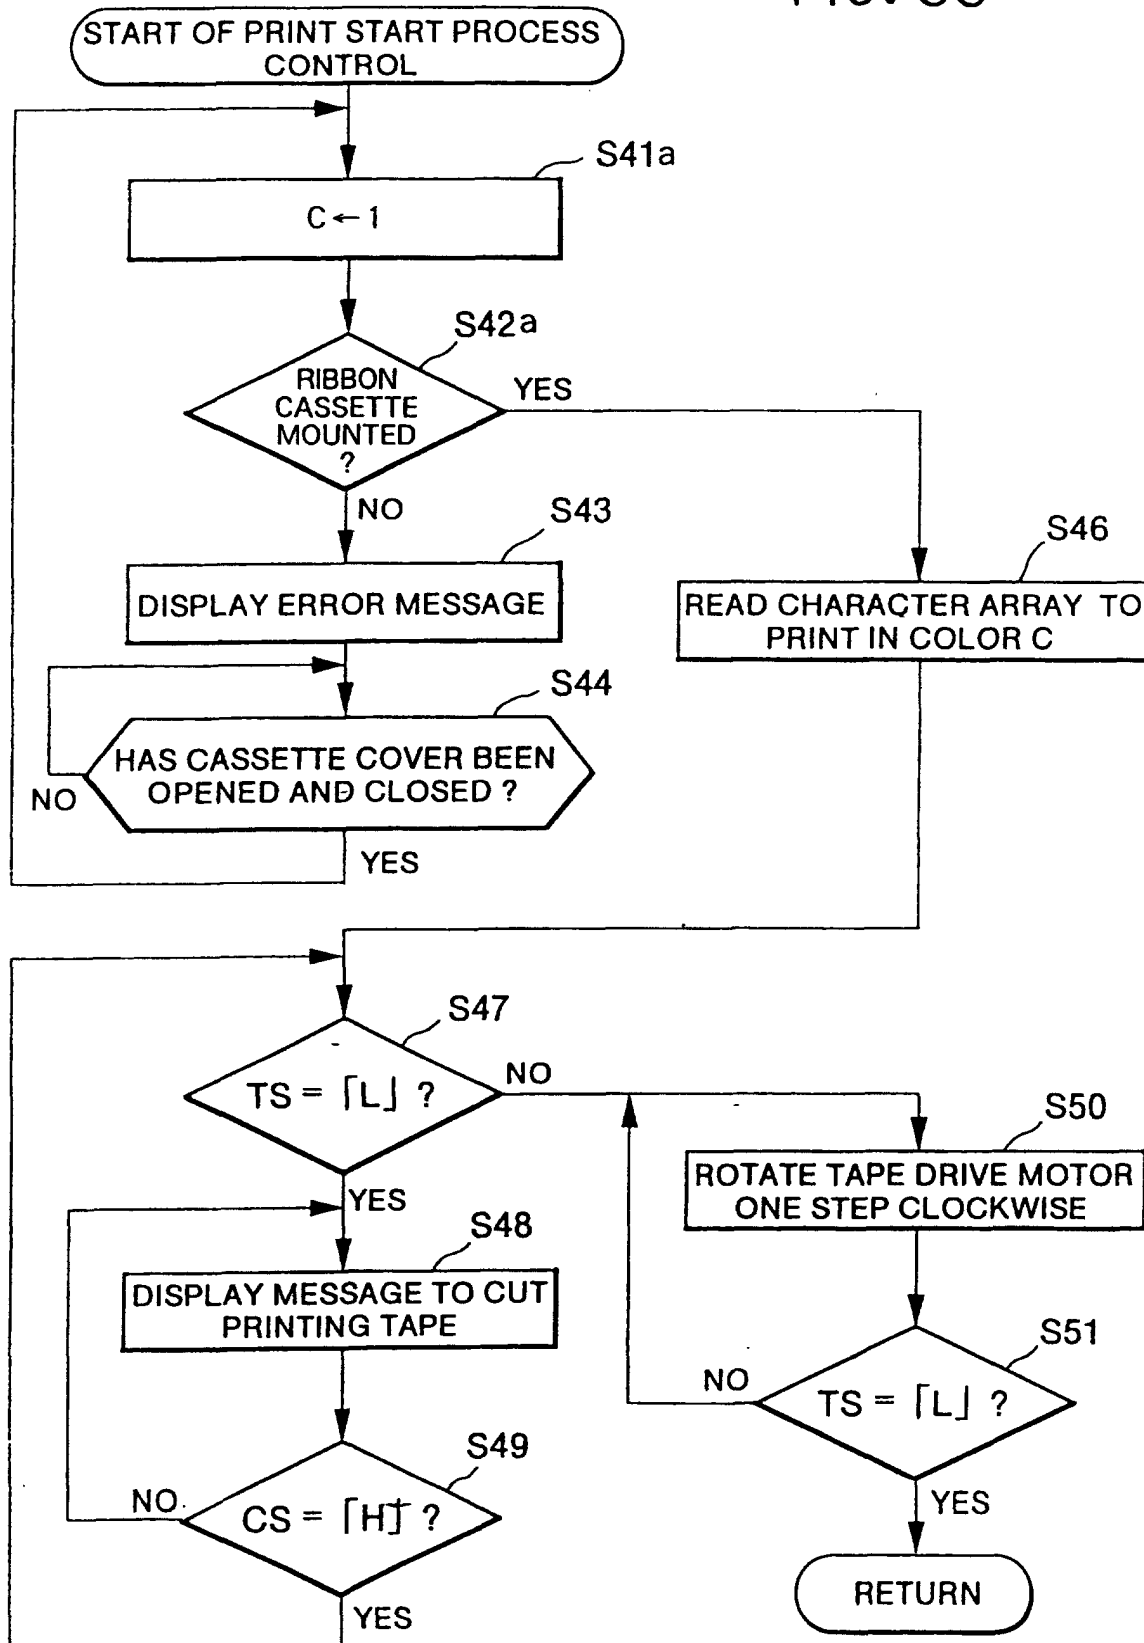 START OF PRINT START PROCESS
CONTROL
S41a
C ← 1
S42a
RIBBON
CASSETTE
MOUNTED
?
YES
NO
S43
DISPLAY ERROR MESSAGE
S46
READ CHARACTER ARRAY TO
PRINT IN COLOR C
S44
HAS CASSETTE COVER BEEN
OPENED AND CLOSED ?
NO
YES
S47
TS = ⌈L⌋ ?
NO
YES
S50
ROTATE TAPE DRIVE MOTOR
ONE STEP CLOCKWISE
S48
DISPLAY MESSAGE TO CUT
PRINTING TAPE
S51
TS = ⌈L⌋ ?
NO
YES
S49
CS = ⌈H⌋ ?
NO
YES
RETURN